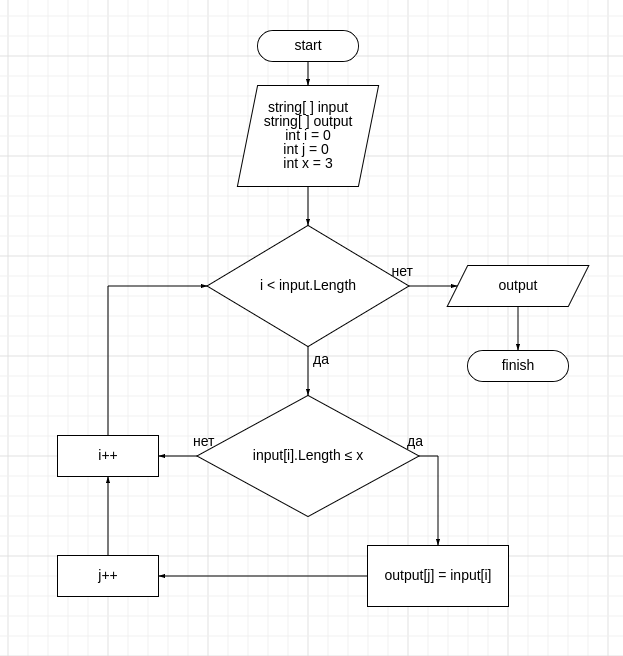 start
string[ ] input
string[ ] output
int i = 0
int j = 0
int x = 3
i < input.Length
нет
output
да
finish
input[i].Length ≤ x
нет
да
i++
output[j] = input[i]
j++